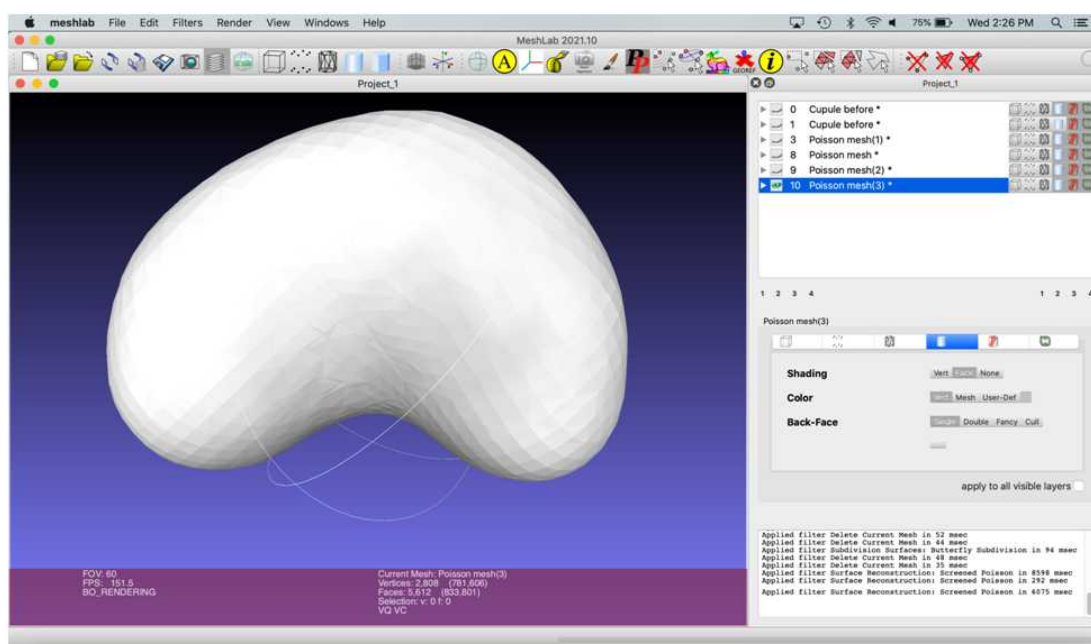 meshlab File Edit Filters Render View Windows Help 75% Wed 2:26 PM
MeshLab 2021.10
A Pp GEOREF i
Project_1 Project_1
0 Cupule before *
1 Cupule before *
3 Poisson mesh(1) *
8 Poisson mesh *
9 Poisson mesh(2) *
10 Poisson mesh(3) *
1 2 3 4 1 2 3 4
Poisson mesh(3)
Shading Vert Face None
Color Vert Mesh User-Def
Back-Face Single Double Fancy Cull
apply to all visible layers
Applied filter Delete Current Mesh in 52 msec
Applied filter Delete Current Mesh in 44 msec
Applied filter Subdivision Surfaces: Butterfly Subdivision in 94 msec
Applied filter Delete Current Mesh in 48 msec
Applied filter Delete Current Mesh in 35 msec
Applied filter Surface Reconstruction: Screened Poisson in 8598 msec
Applied filter Surface Reconstruction: Screened Poisson in 292 msec
Applied filter Surface Reconstruction: Screened Poisson in 6075 msec
FOV: 60
FPS: 151.5
BO_RENDERING
Current Mesh: Poisson mesh(3)
Vertices: 2,808 (781,606)
Faces: 5,612 (833,801)
Selection: v: 0 f: 0
VQ VC